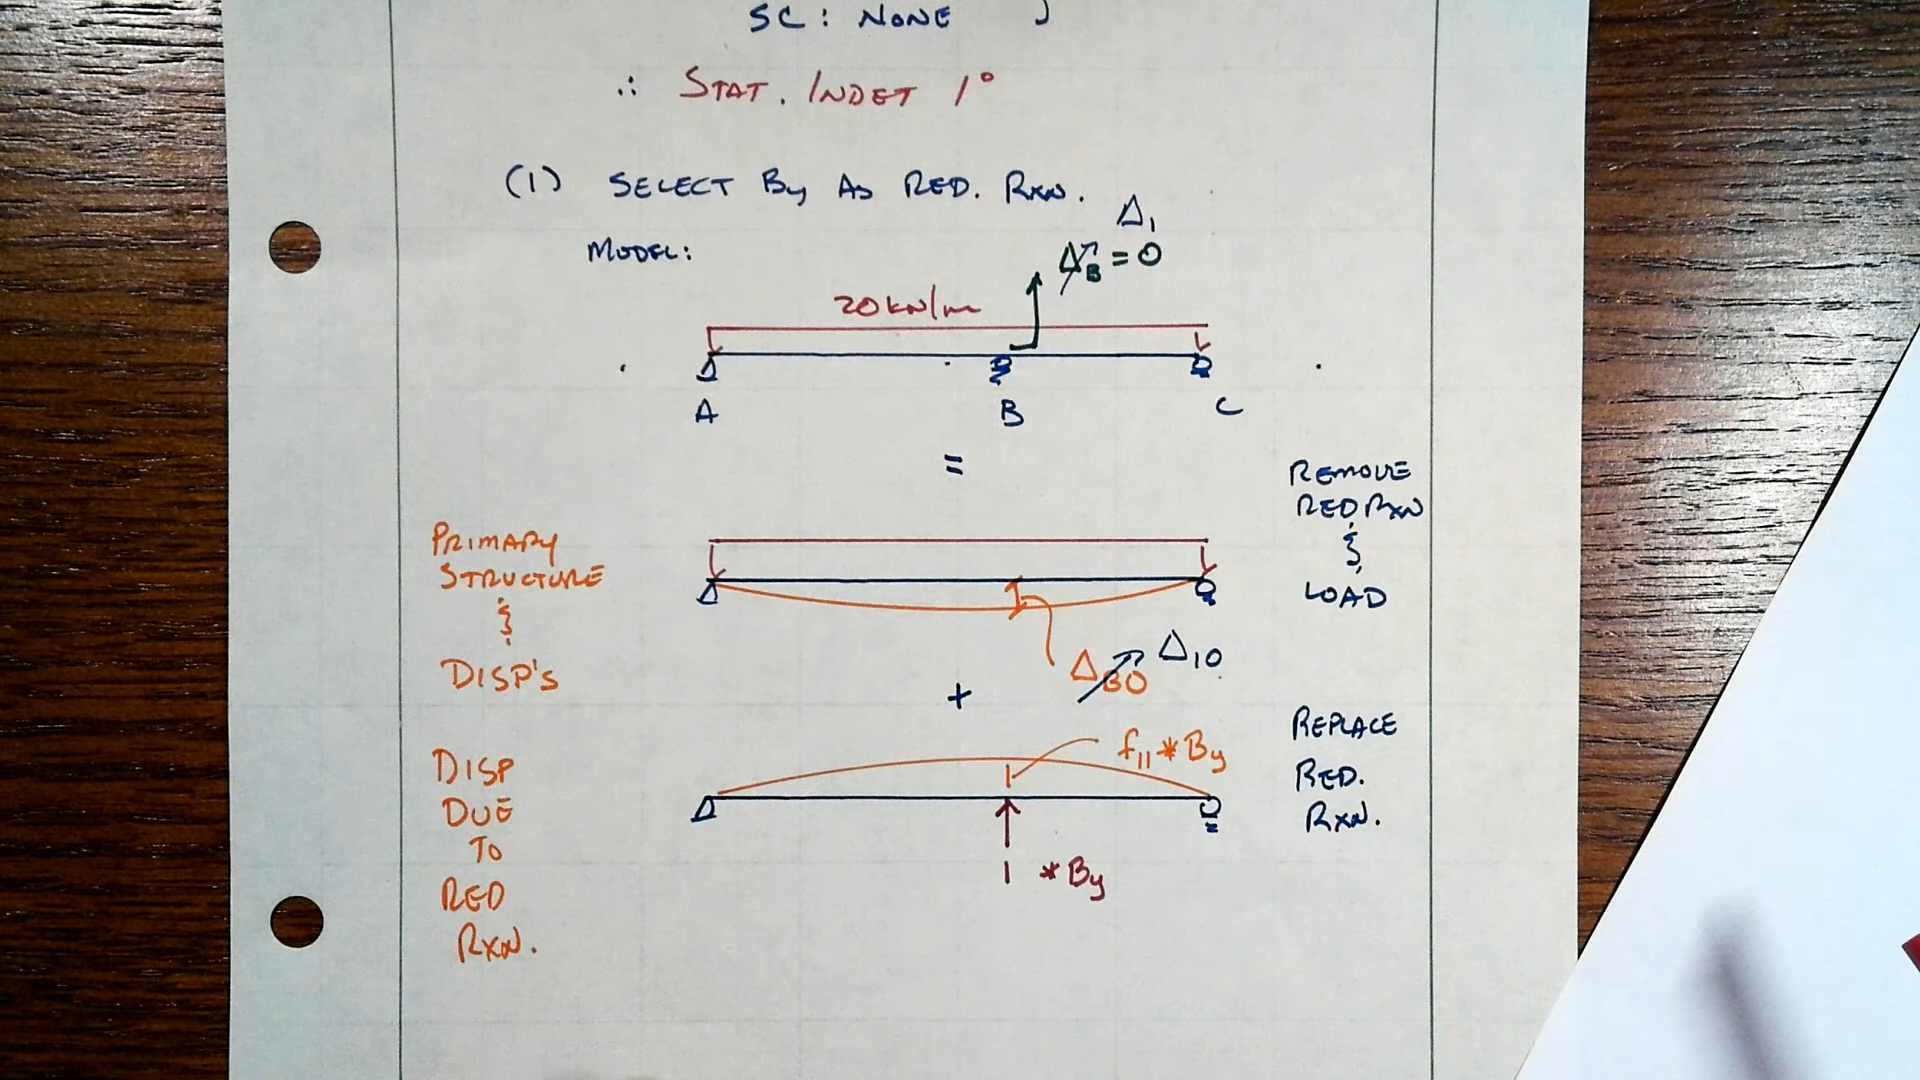 SC: NONE
∴ STAT. INDET 1°
(1) SELECT By AS RED. RXN.
MODEL:
Δ1
ΔB = 0
20 kN/m
A B C
=
REMOVE
RED RXN
&
LOAD
PRIMARY
STRUCTURE
&
DISP'S
ΔB0 Δ10
+
REPLACE
RED.
RXN.
f11 * By
DISP
DUE
TO
RED
RXN.
1 * By